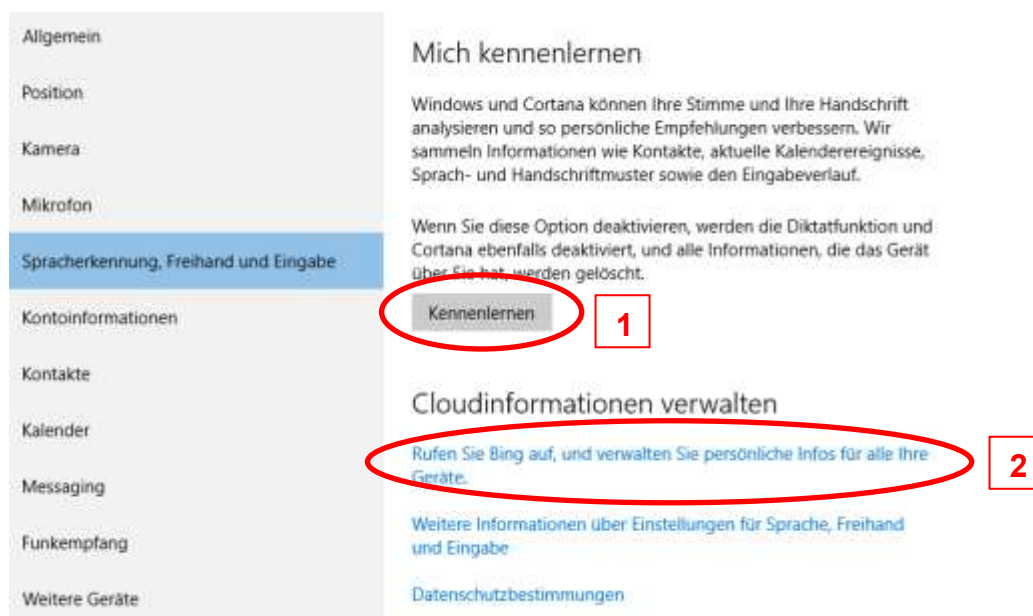 Allgemein
Position
Kamera
Mikrofon
Spracherkennung, Freihand und Eingabe
Kontoinformationen
Kontakte
Kalender
Messaging
Funkempfang
Weitere Geräte
Mich kennenlernen
Windows und Cortana können Ihre Stimme und Ihre Handschrift
analysieren und so persönliche Empfehlungen verbessern. Wir
sammeln Informationen wie Kontakte, aktuelle Kalenderereignisse,
Sprach- und Handschriftmuster sowie den Eingabeverlauf.
Wenn Sie diese Option deaktivieren, werden die Diktatfunktion und
Cortana ebenfalls deaktiviert, und alle Informationen, die das Gerät
über Sie hat, werden gelöscht.
Kennenlernen
1
Cloudinformationen verwalten
Rufen Sie Bing auf, und verwalten Sie persönliche Infos für alle Ihre
Geräte.
2
Weitere Informationen über Einstellungen für Sprache, Freihand
und Eingabe
Datenschutzbestimmungen